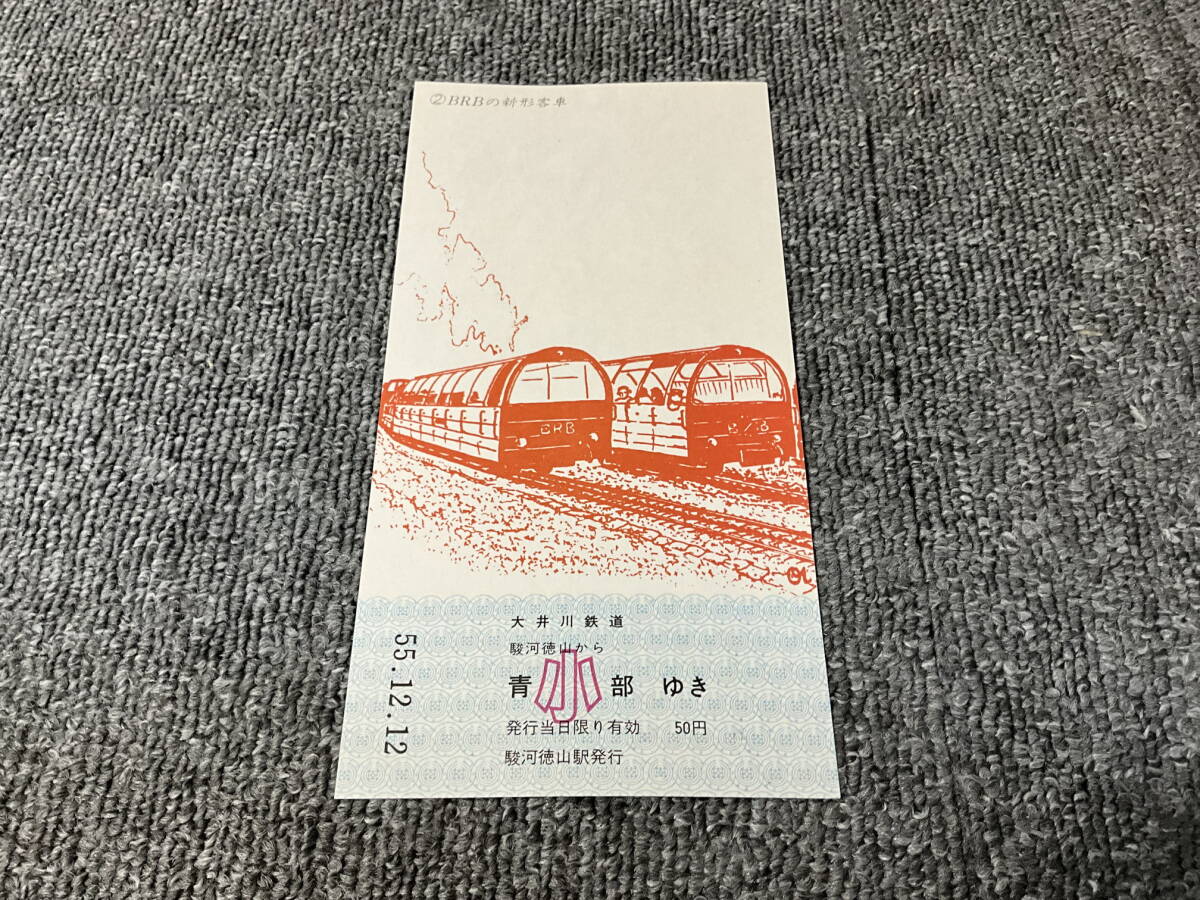 ②BRBの新形客車
BRB
大井川鉄道
駿河徳山から
青小部 ゆき
発行当日限り有効 50円
駿河徳山駅発行
55.12.12